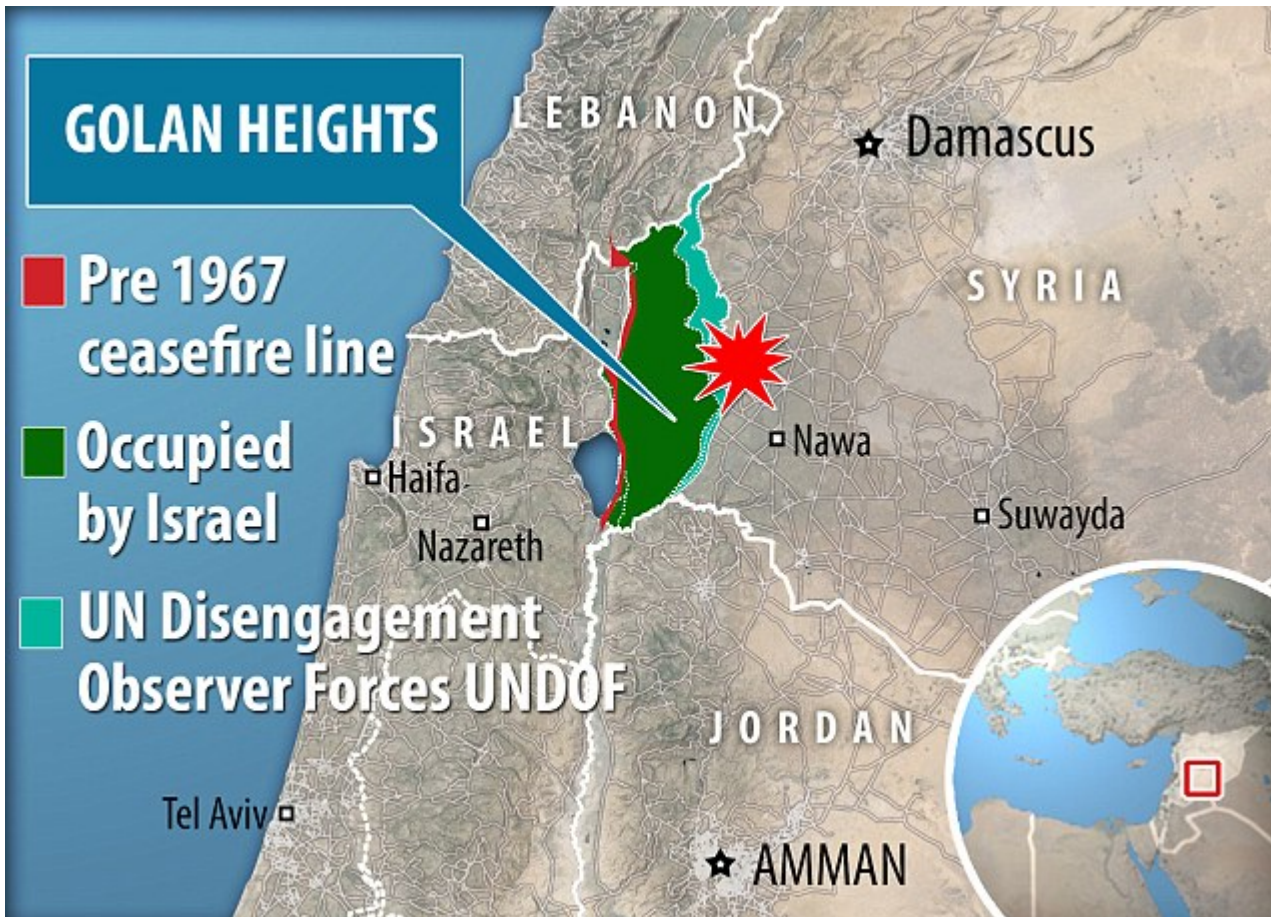 GOLAN HEIGHTS
Pre 1967
ceasefire line
Occupied
by Israel
UN Disengagement
Observer Forces UNDOF
LEBANON
Damascus
SYRIA
ISRAEL
Nawa
Haifa
Suwayda
Nazareth
JORDAN
Tel Aviv
AMMAN